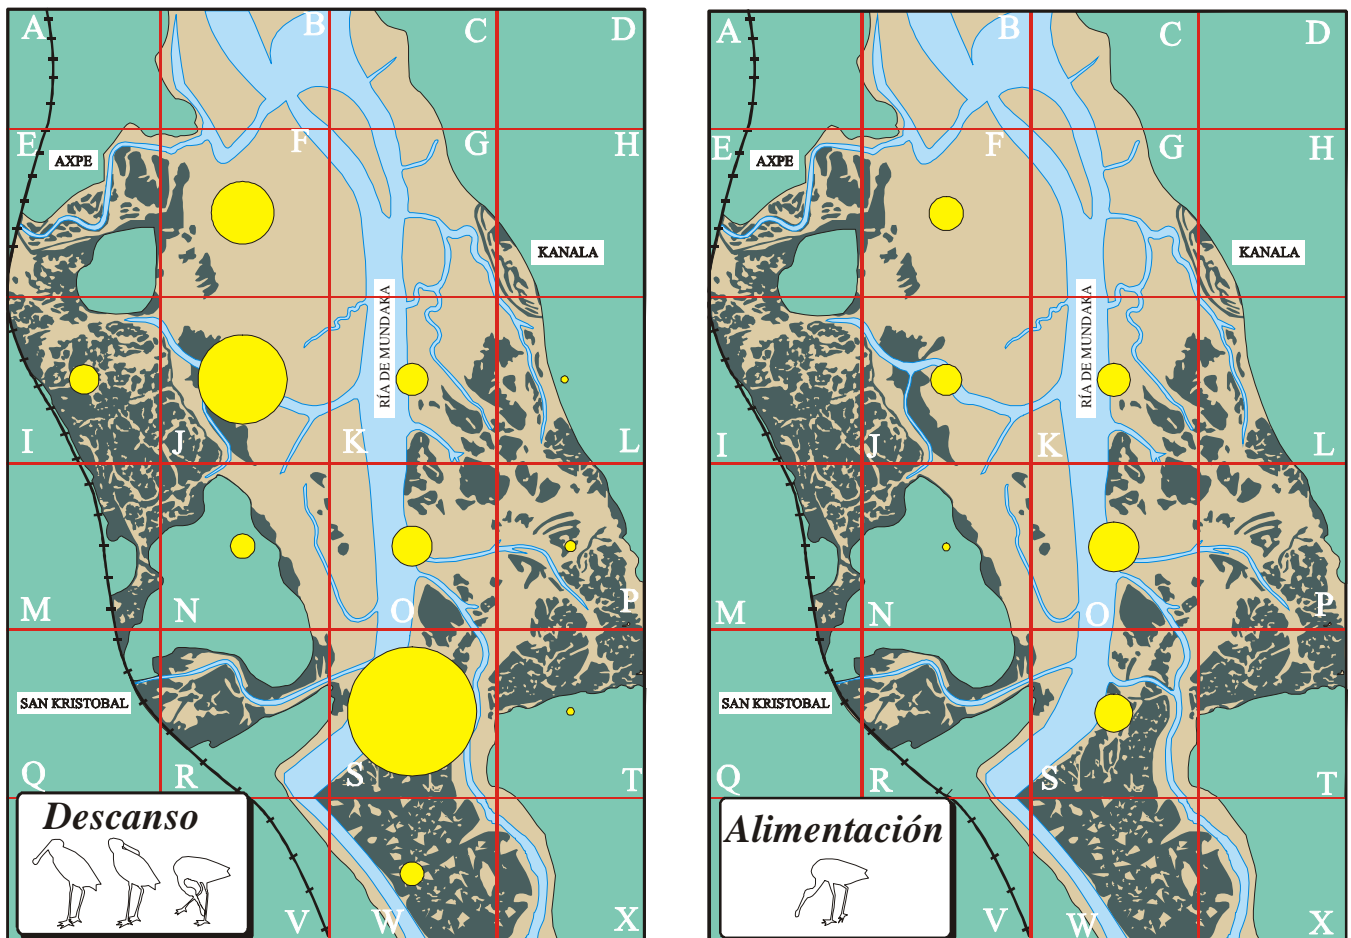 A B C D
E F G H
AXPE
KANALA
RÍA DE MUNDAKA
I J K L
M N O P
SAN KRISTOBAL
Q R S T
Descanso
V W X
A B C D
E F G H
AXPE
KANALA
RÍA DE MUNDAKA
I J K L
M N O P
SAN KRISTOBAL
Q R S T
Alimentación
V W X